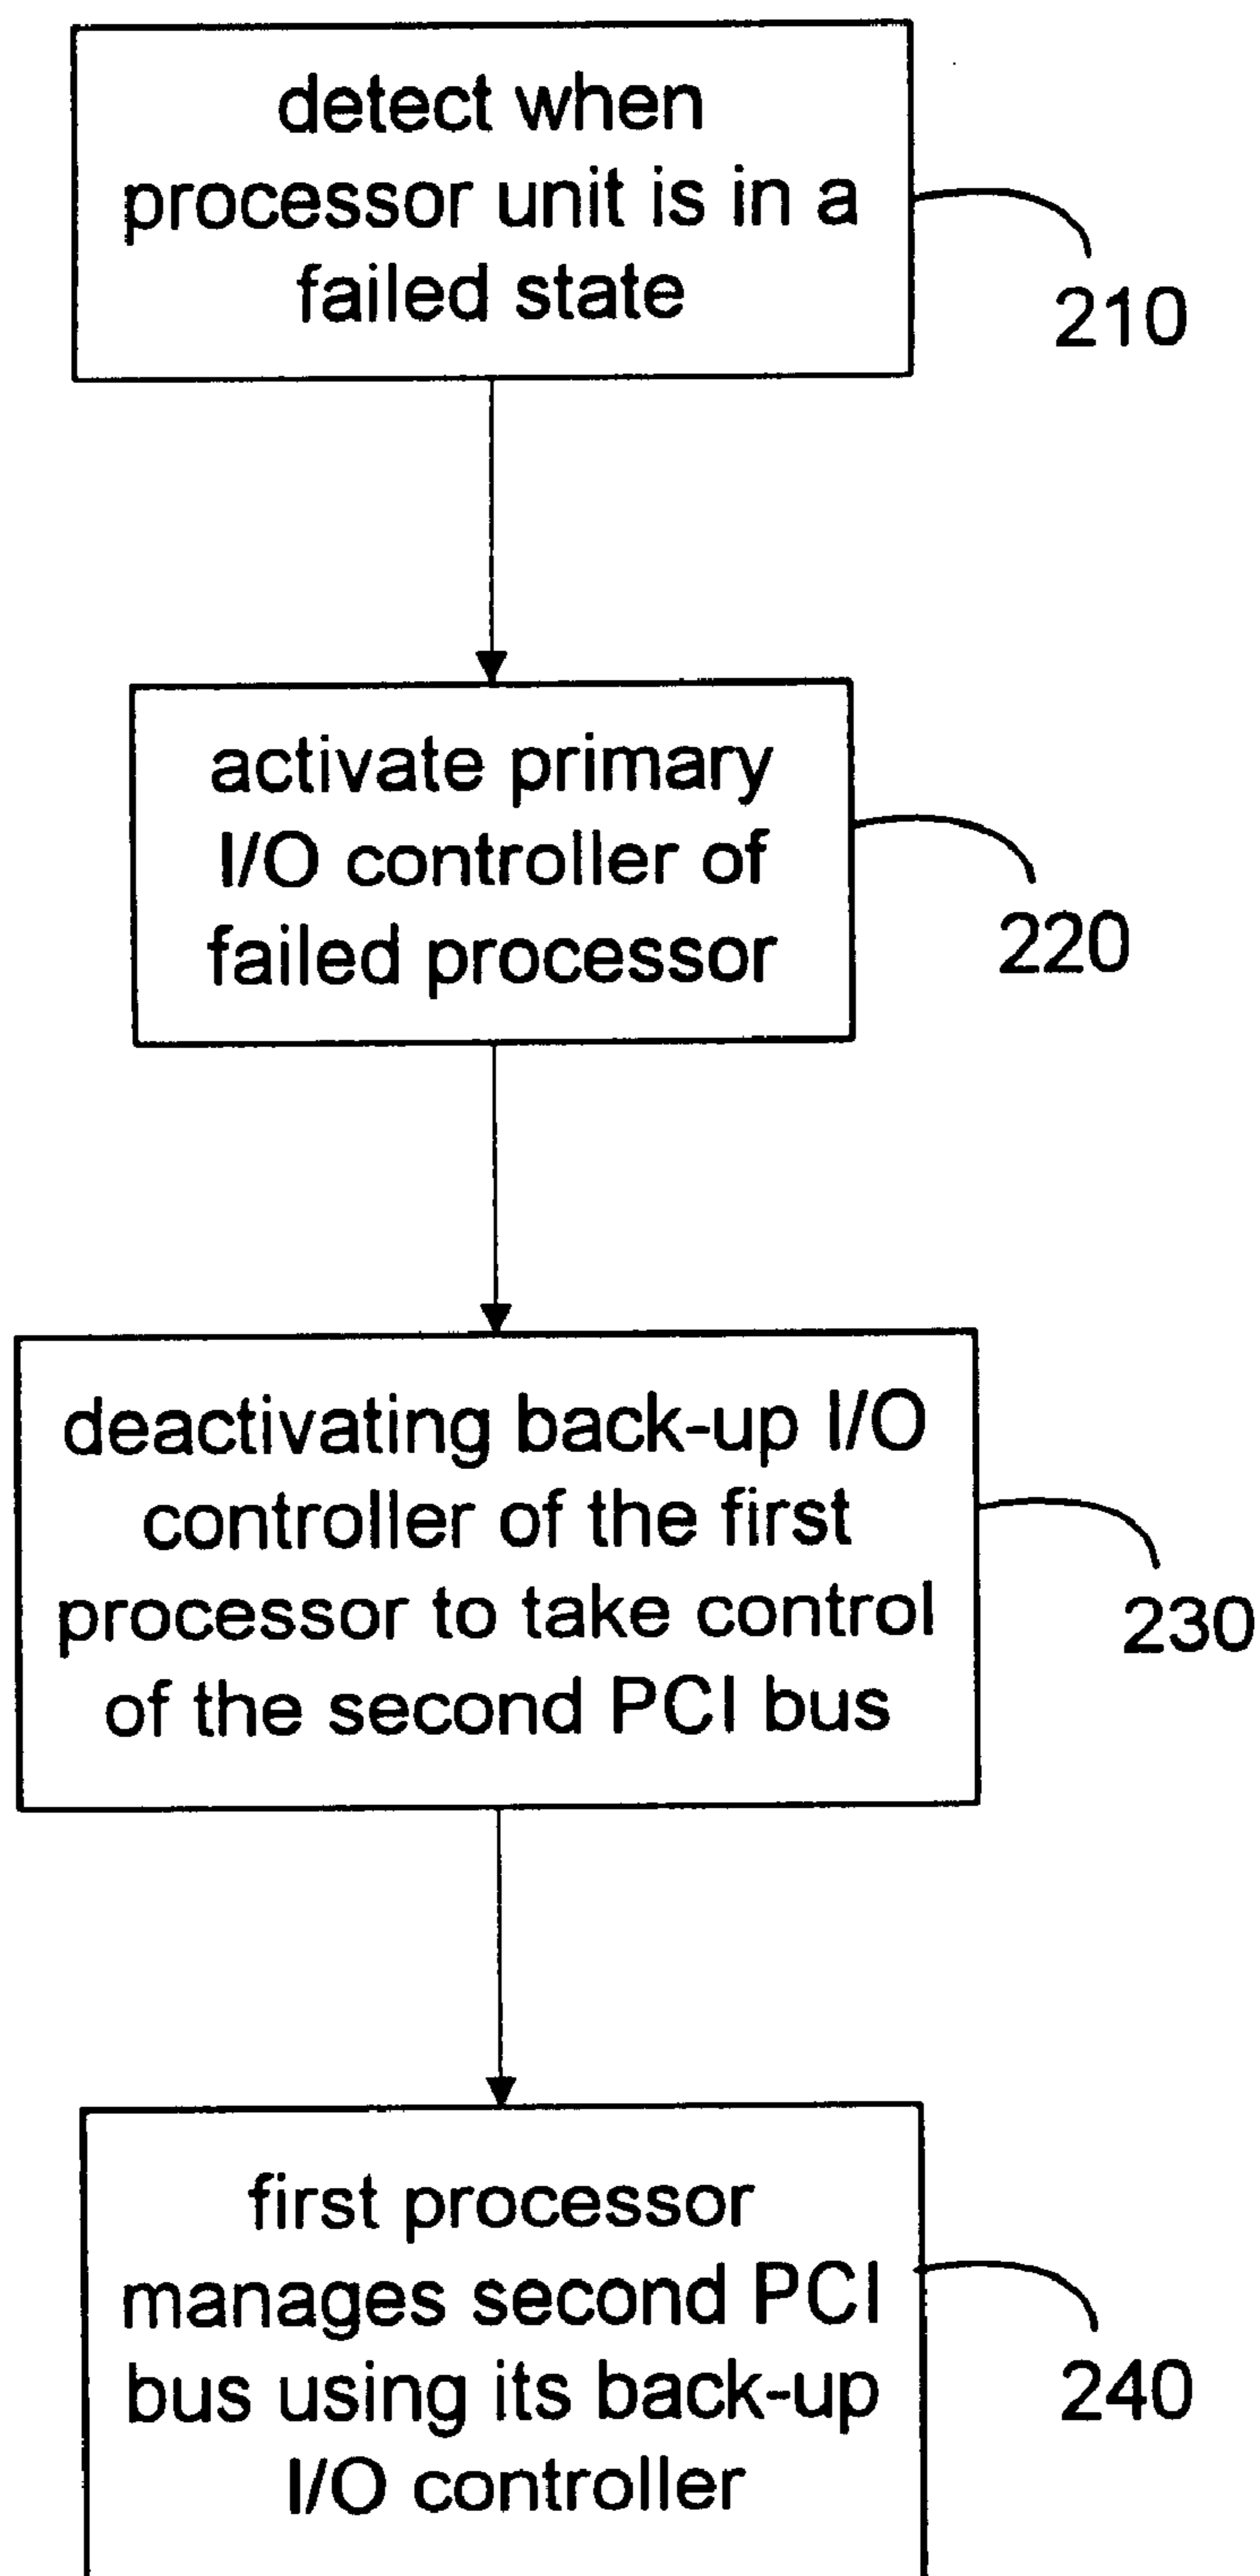 detect when
processor unit is in a
failed state
210
activate primary
I/O controller of
failed processor
220
deactivating back-up I/O
controller of the first
processor to take control
of the second PCI bus
230
first processor
manages second PCI
bus using its back-up
I/O controller
240